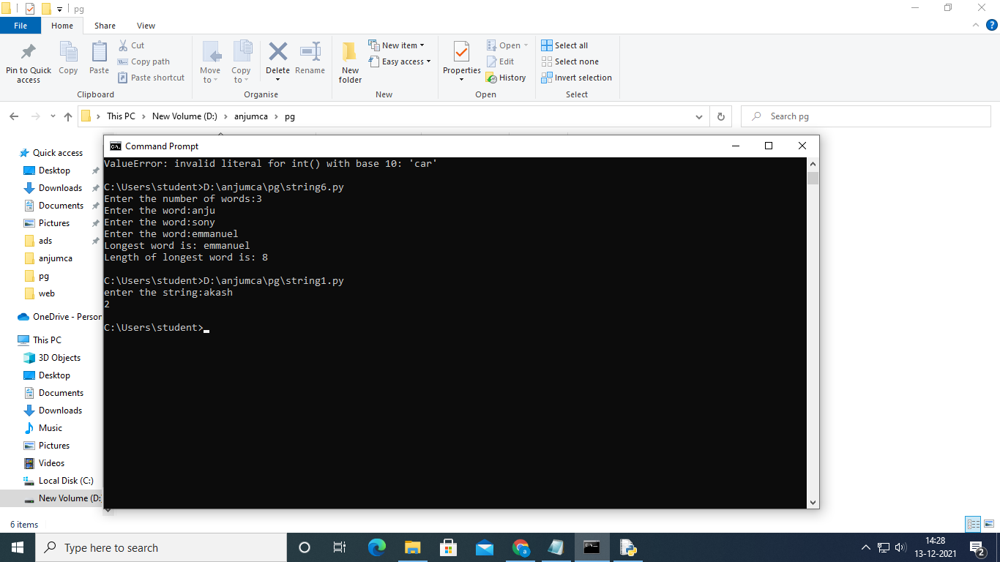 pg
File Home Share View
Pin to Quick access
Copy
Paste
Cut
Copy path
Paste shortcut
Clipboard
Move to
Copy to
Delete
Rename
Organise
New folder
New item
Easy access
New
Properties
Open
Edit
History
Open
Select all
Select none
Invert selection
Select
This PC > New Volume (D:) > anjumca > pg
Search pg
Quick access
Desktop
Downloads
Documents
Pictures
ads
anjumca
pg
web
OneDrive - Person
This PC
3D Objects
Desktop
Documents
Downloads
Music
Pictures
Videos
Local Disk (C:)
New Volume (D:
6 items
Command Prompt
ValueError: invalid literal for int() with base 10: 'car'
C:\Users\student>D:\anjumca\pg\string6.py
Enter the number of words:3
Enter the word:anju
Enter the word:sony
Enter the word:emmanuel
Longest word is: emmanuel
Length of longest word is: 8
C:\Users\student>D:\anjumca\pg\string1.py
enter the string:akash
2
C:\Users\student>
Type here to search
14:28
13-12-2021
2